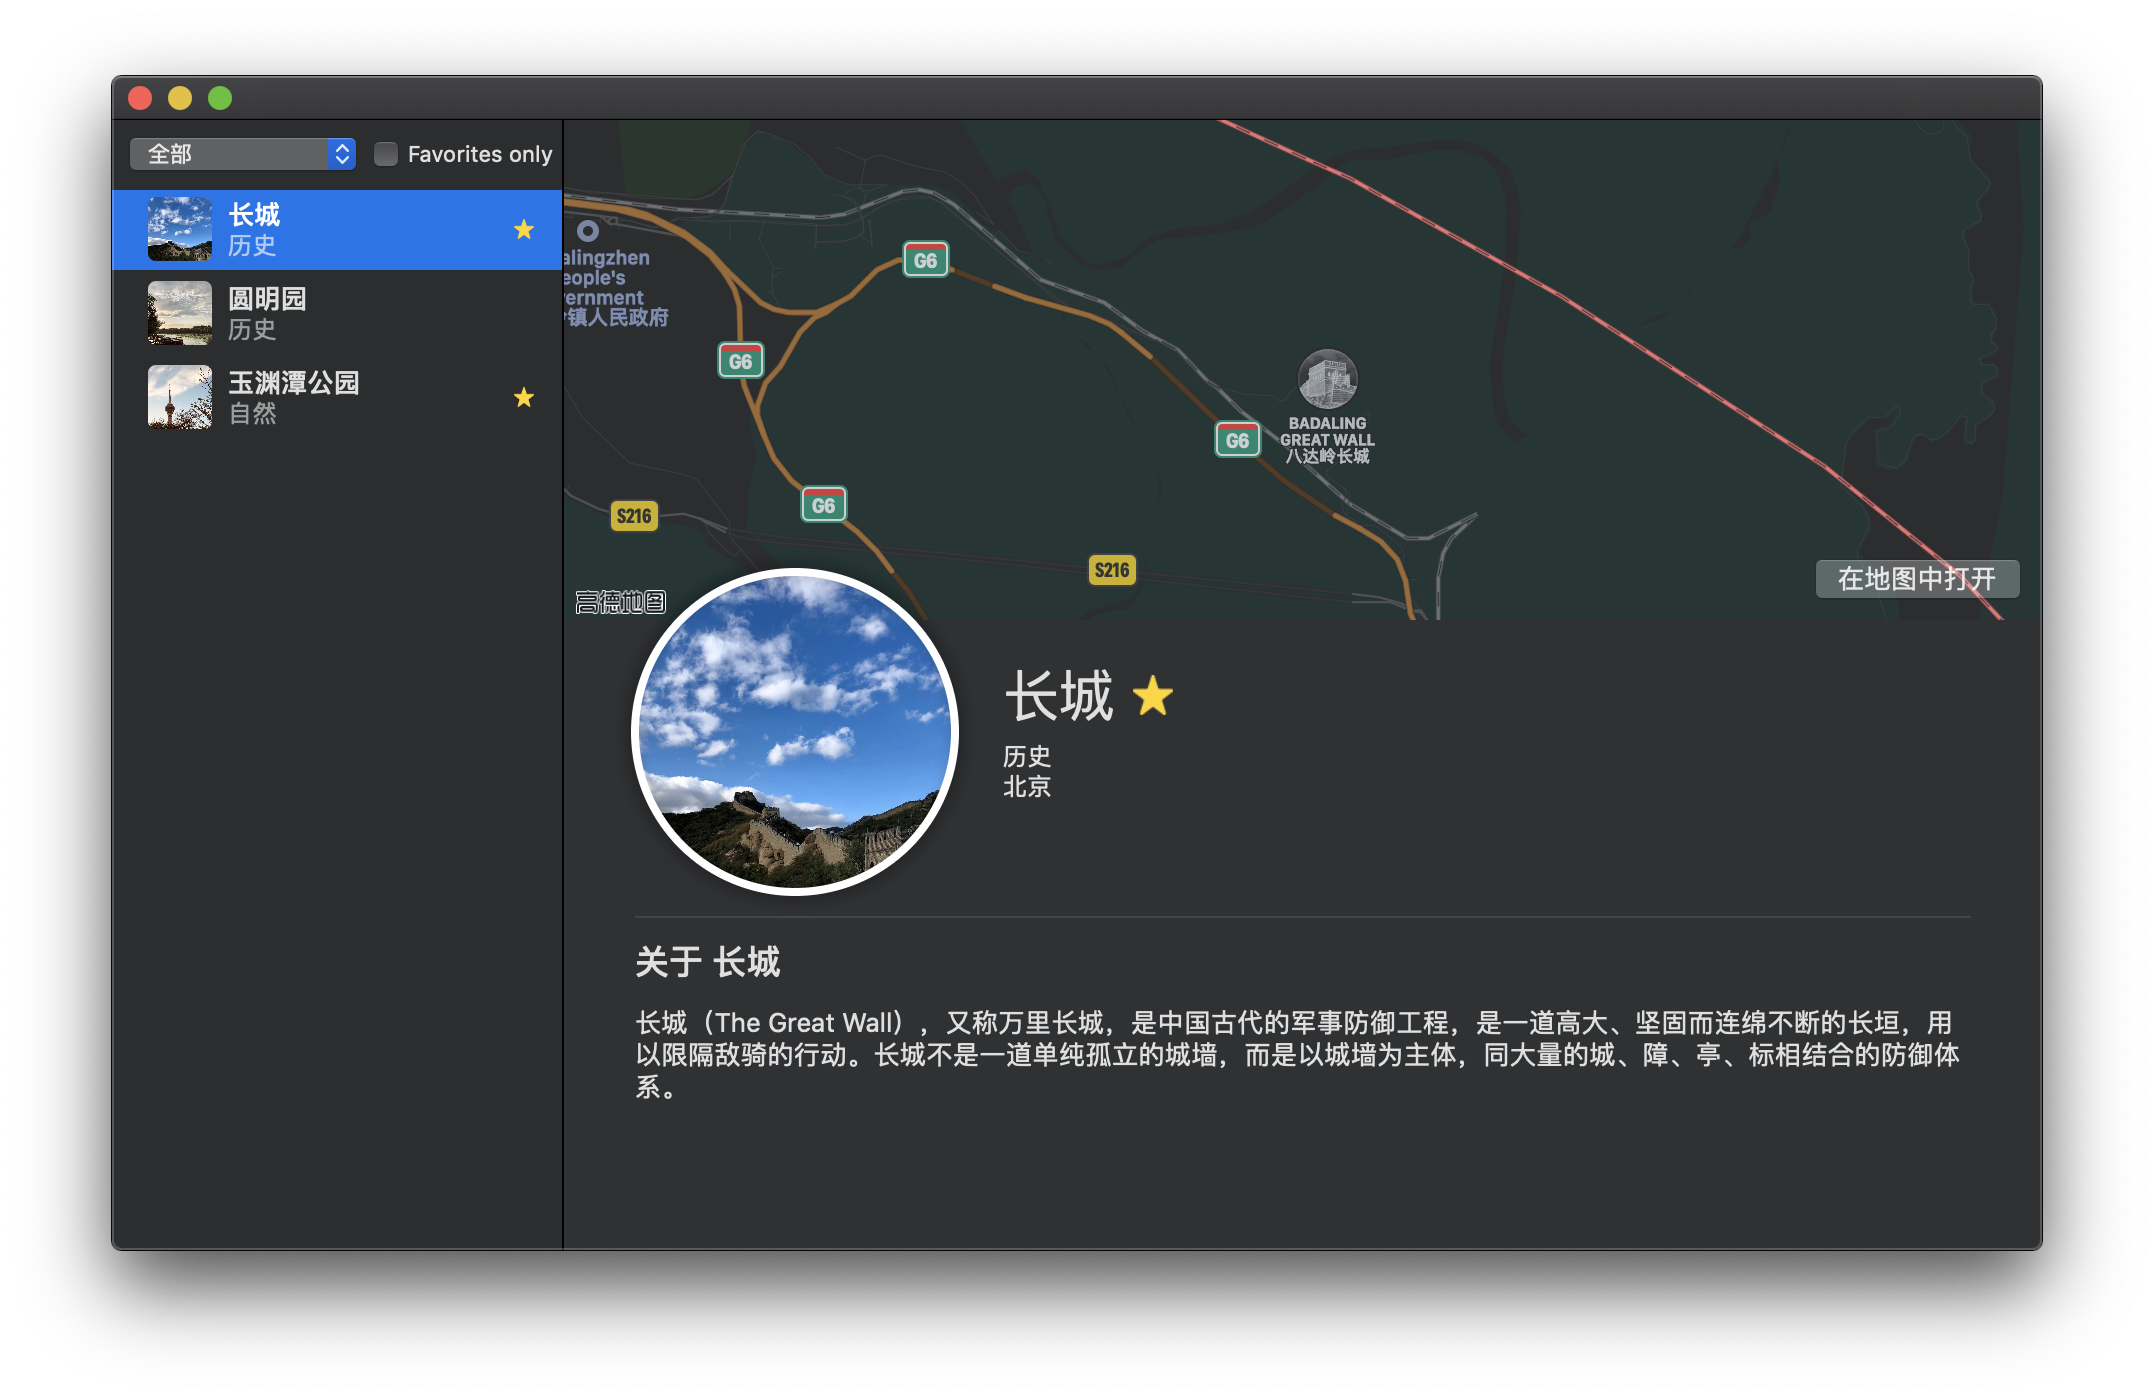 全部
Favorites only
长城
历史
圆明园
历史
玉渊潭公园
自然
alingzhen
eople's
ernment
镇人民政府
G6
G6
G6
G6
BADALING
GREAT WALL
八达岭长城
S216
S216
高德地图
在地图中打开
长城
历史
北京
关于 长城
长城（The Great Wall），又称万里长城，是中国古代的军事防御工程，是一道高大、坚固而连绵不断的长垣，用
以限隔敌骑的行动。长城不是一道单纯孤立的城墙，而是以城墙为主体，同大量的城、障、亭、标相结合的防御体
系。